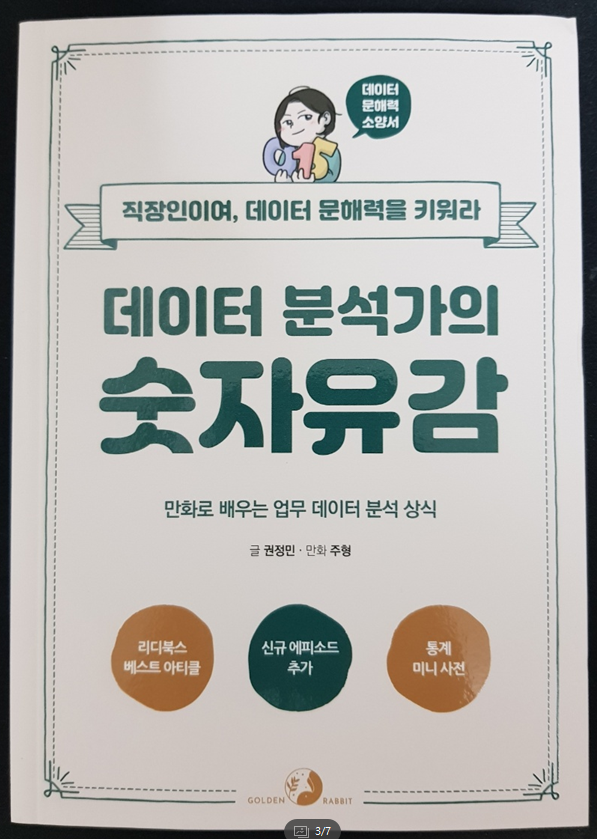 데이터
문해력
소양서
015
직장인이여, 데이터 문해력을 키워라
데이터 분석가의
숫자유감
만화로 배우는 업무 데이터 분석 상식
글 권정민 · 만화 주형
리디북스
베스트 아티클
신규 에피소드
추가
통계
미니 사전
GOLDEN RABBIT
3/7